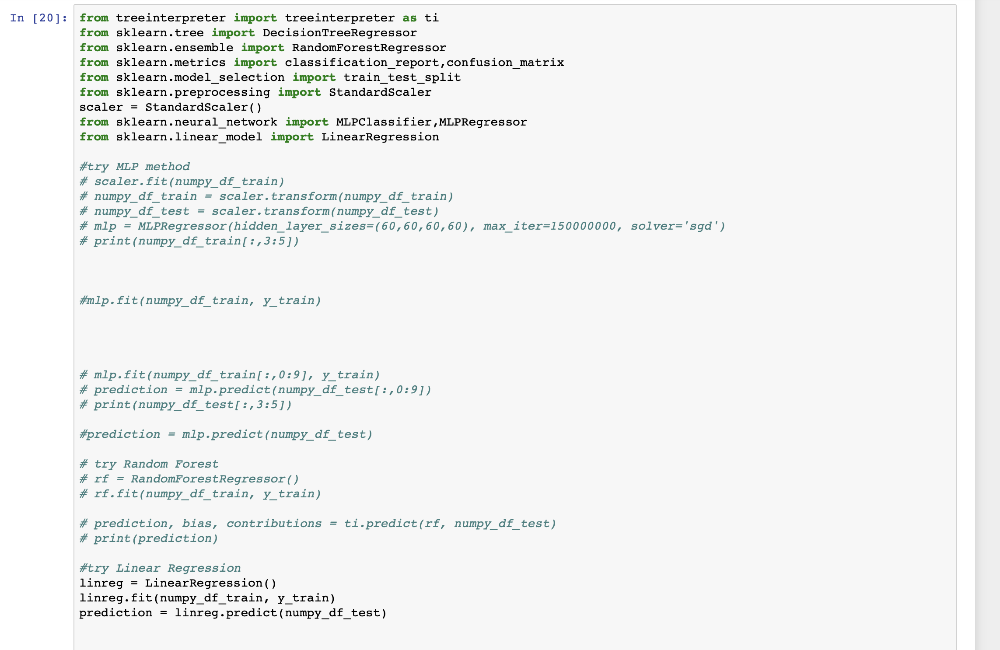 In [20]:
from treeinterpreter import treeinterpreter as ti
from sklearn.tree import DecisionTreeRegressor
from sklearn.ensemble import RandomForestRegressor
from sklearn.metrics import classification_report,confusion_matrix
from sklearn.model_selection import train_test_split
from sklearn.preprocessing import StandardScaler
scaler = StandardScaler()
from sklearn.neural_network import MLPClassifier,MLPRegressor
from sklearn.linear_model import LinearRegression
#try MLP method
# scaler.fit(numpy_df_train)
# numpy_df_train = scaler.transform(numpy_df_train)
# numpy_df_test = scaler.transform(numpy_df_test)
# mlp = MLPRegressor(hidden_layer_sizes=(60,60,60,60), max_iter=150000000, solver='sgd')
# print(numpy_df_train[:,3:5])
#mlp.fit(numpy_df_train, y_train)
# mlp.fit(numpy_df_train[:,0:9], y_train)
# prediction = mlp.predict(numpy_df_test[:,0:9])
# print(numpy_df_test[:,3:5])
#prediction = mlp.predict(numpy_df_test)
# try Random Forest
# rf = RandomForestRegressor()
# rf.fit(numpy_df_train, y_train)
# prediction, bias, contributions = ti.predict(rf, numpy_df_test)
# print(prediction)
#try Linear Regression
linreg = LinearRegression()
linreg.fit(numpy_df_train, y_train)
prediction = linreg.predict(numpy_df_test)